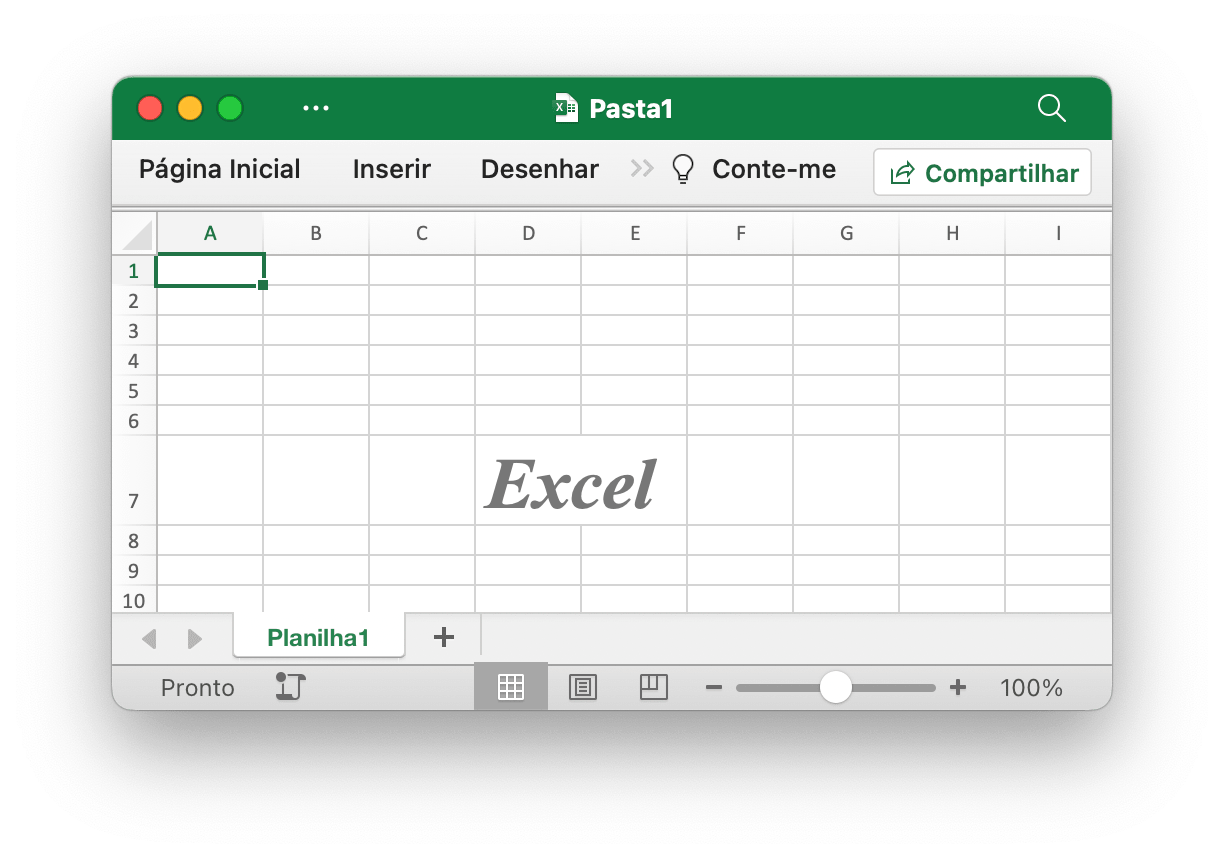 Pasta1
Página Inicial Inserir Desenhar Conte-me Compartilhar
A B C D E F G H I
1
2
3
4
5
6
7 Excel
8
9
10
Planilha1
Pronto 100%